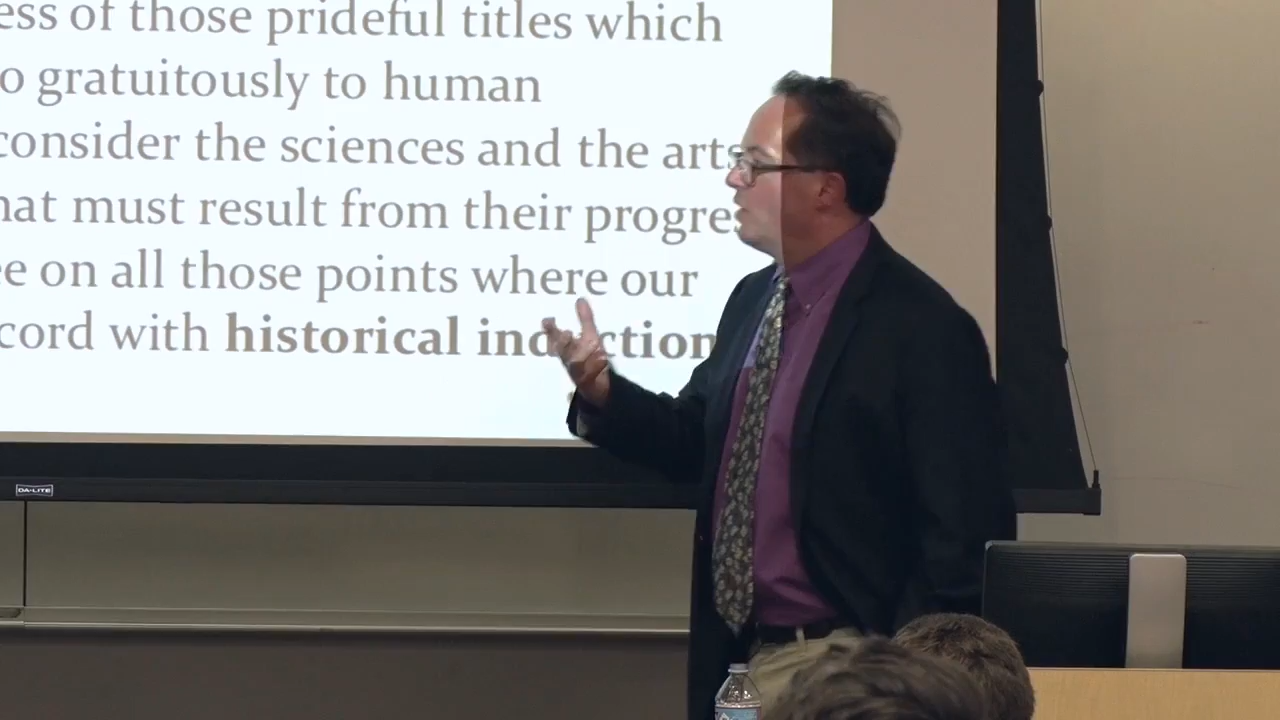 ess of those prideful titles which
o gratuitously to human
consider the sciences and the arts
hat must result from their progres
e on all those points where our
cord with historical induction
DA-LITE